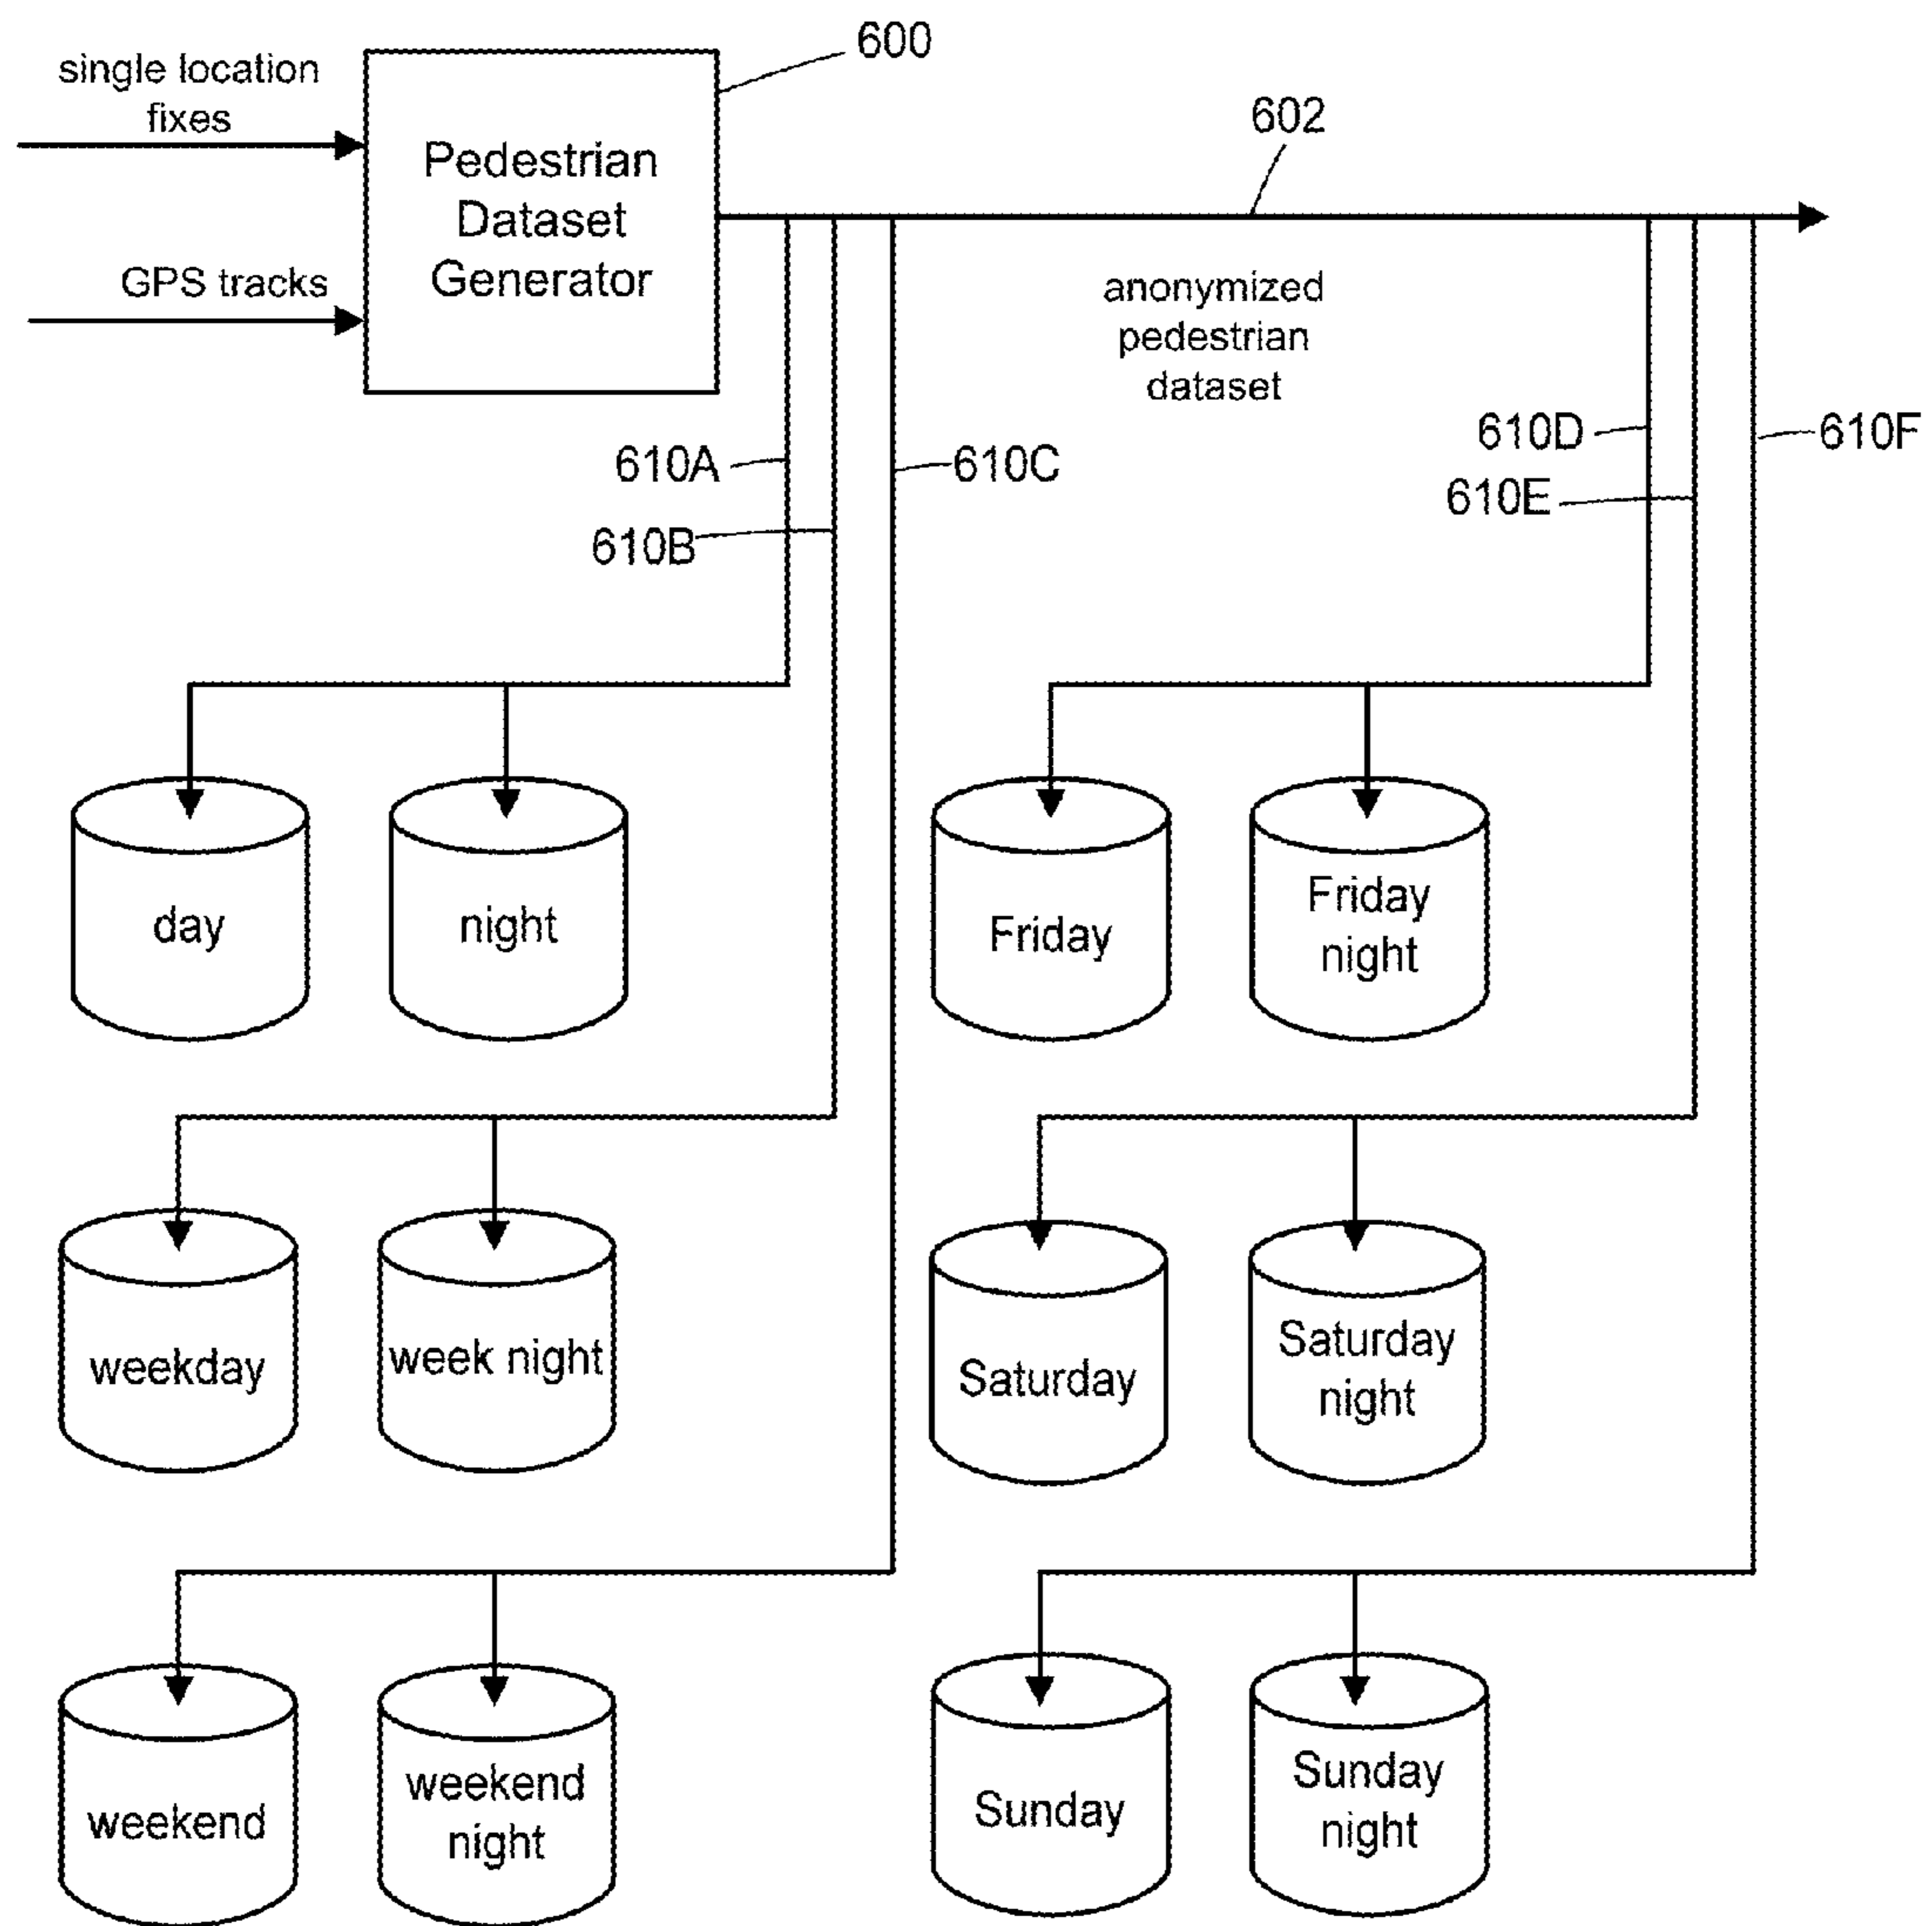 600
single location
fixes
Pedestrian
Dataset
Generator
602
GPS tracks
anonymized
pedestrian
dataset
610A
610C
610D
610F
610B
610E
day
night
Friday
Friday
night
weekday
week night
Saturday
Saturday
night
weekend
weekend
night
Sunday
Sunday
night